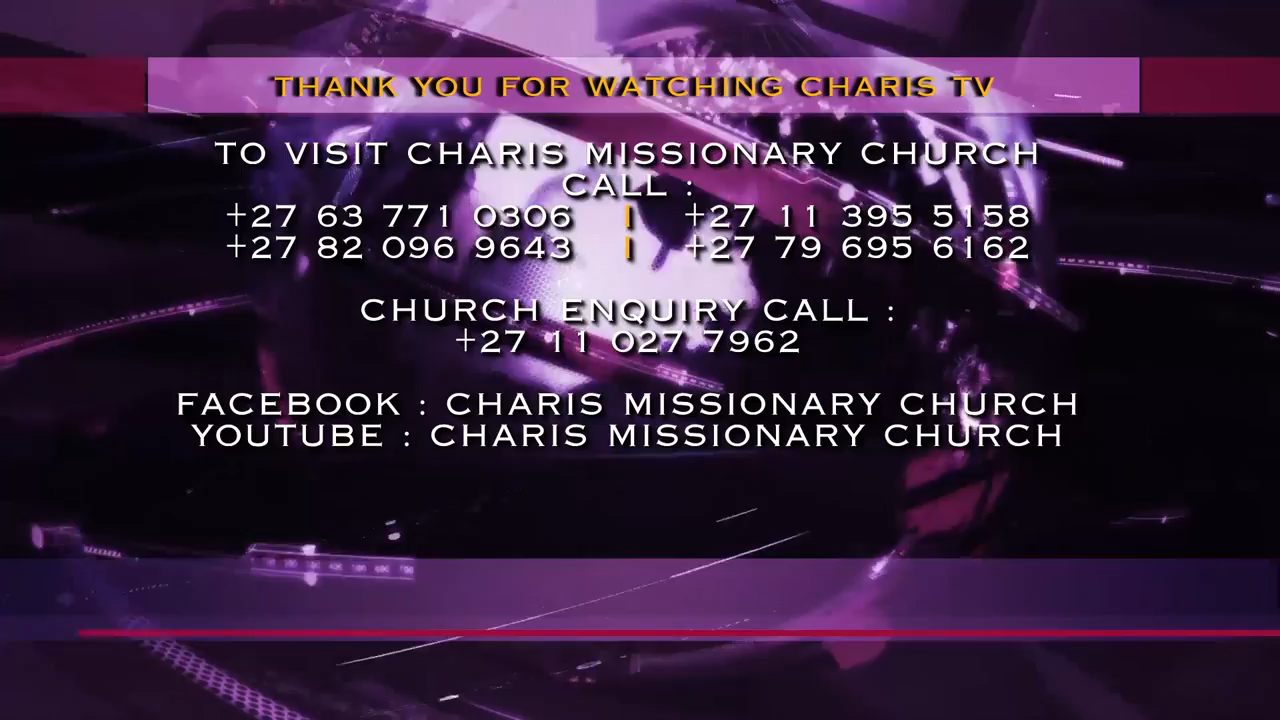 THANK YOU FOR WATCHING CHARIS TV
TO VISIT CHARIS MISSIONARY CHURCH
CALL :
+27 63 771 0306 | +27 11 395 5158
+27 82 096 9643 | +27 79 695 6162
CHURCH ENQUIRY CALL :
+27 11 027 7962
FACEBOOK : CHARIS MISSIONARY CHURCH
YOUTUBE : CHARIS MISSIONARY CHURCH